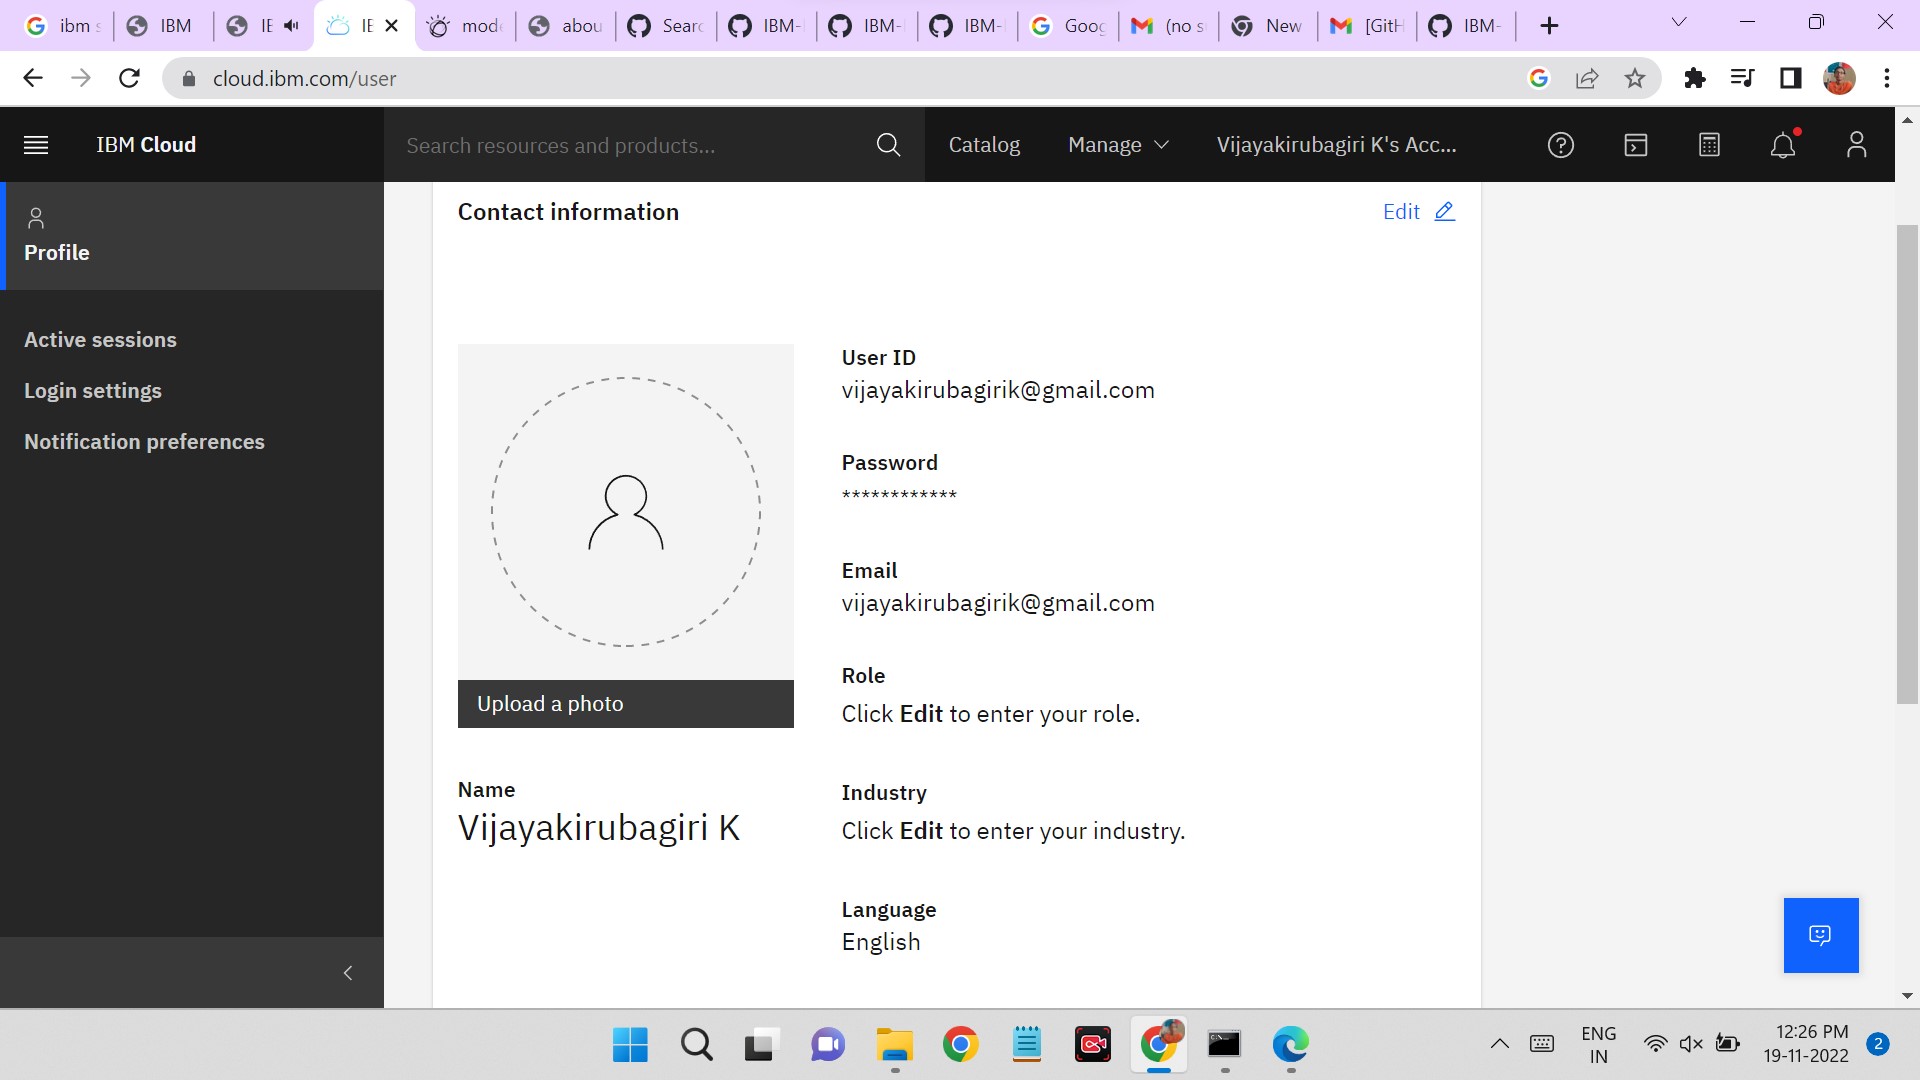 ibm s
IBM
IE
IE
mode
abou
Searc
IBM-
IBM-
IBM-
Goog
(no s
New
[GitH
IBM-
cloud.ibm.com/user
IBM Cloud
Search resources and products...
Catalog
Manage
Vijayakirubagiri K's Acc...
Profile
Active sessions
Login settings
Notification preferences
Contact information
Edit
Upload a photo
Name
Vijayakirubagiri K
User ID
vijayakirubagirik@gmail.com
Password
************
Email
vijayakirubagirik@gmail.com
Role
Click Edit to enter your role.
Industry
Click Edit to enter your industry.
Language
English
ENG
IN
12:26 PM
19-11-2022
2